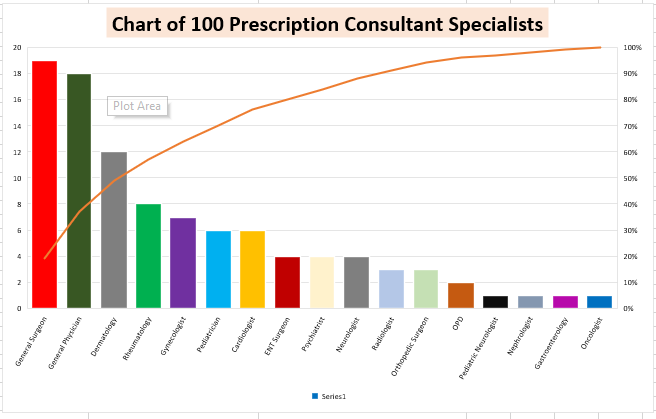 Chart of 100 Prescription Consultant Specialists
20
18
16
14
12
10
8
6
4
2
0
100%
90%
80%
70%
60%
50%
40%
30%
20%
10%
0%
Plot Area
General Surgeon
General Physician
Dermatology
Rheumatology
Gynecologist
Pediatrician
Cardiologist
ENT Surgeon
Psychiatrist
Neurologist
Radiologist
Orthopedic Surgeon
OPD
Pediatric Neurologist
Nephrologist
Gastroenterology
Oncologist
Series1